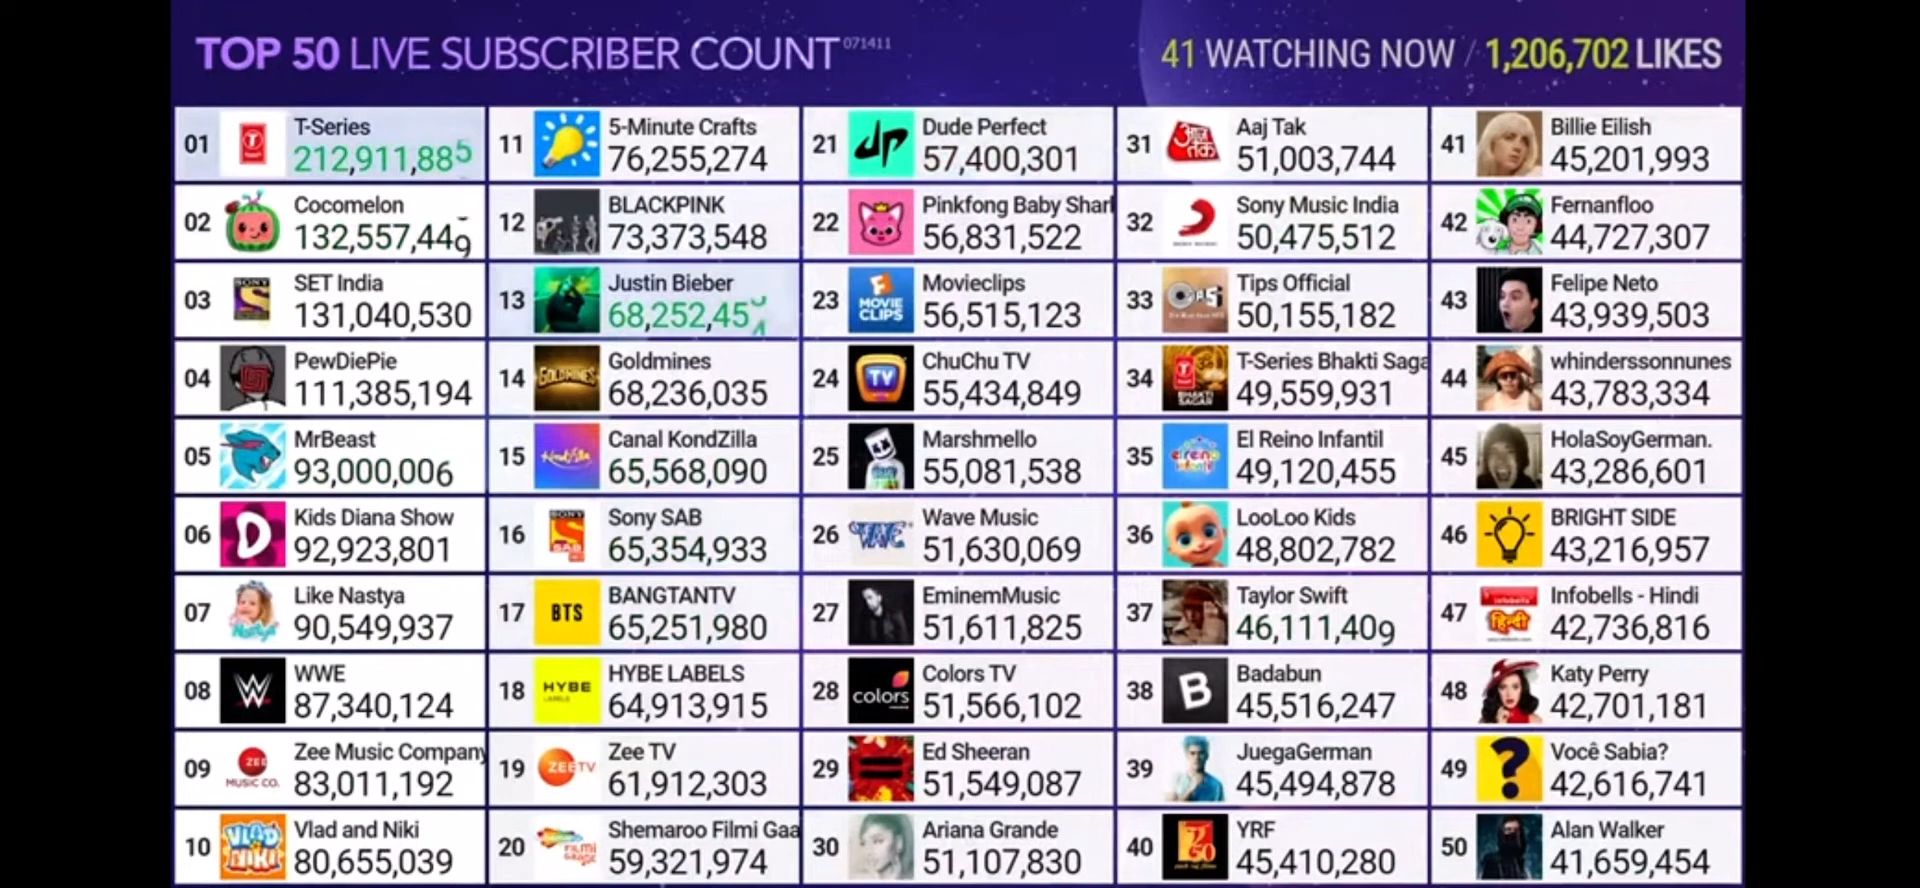 TOP 50 LIVE SUBSCRIBER COUNT 071411
41 WATCHING NOW / 1,206,702 LIKES
01 T-Series
212,911,885
02 Cocomelon
132,557,449
03 SET India
131,040,530
04 PewDiePie
111,385,194
05 MrBeast
93,000,006
06 Kids Diana Show
92,923,801
07 Like Nastya
90,549,937
08 WWE
87,340,124
09 Zee Music Company
83,011,192
10 Vlad and Niki
80,655,039
11 5-Minute Crafts
76,255,274
12 BLACKPINK
73,373,548
13 Justin Bieber
68,252,45
14 Goldmines
68,236,035
15 Canal KondZilla
65,568,090
16 Sony SAB
65,354,933
17 BANGTANTV
65,251,980
18 HYBE LABELS
64,913,915
19 Zee TV
61,912,303
20 Shemaroo Filmi Gaa
59,321,974
21 Dude Perfect
57,400,301
22 Pinkfong Baby Shar
56,831,522
23 Movieclips
56,515,123
24 ChuChu TV
55,434,849
25 Marshmello
55,081,538
26 Wave Music
51,630,069
27 EminemMusic
51,611,825
28 Colors TV
51,566,102
29 Ed Sheeran
51,549,087
30 Ariana Grande
51,107,830
31 Aaj Tak
51,003,744
32 Sony Music India
50,475,512
33 Tips Official
50,155,182
34 T-Series Bhakti Saga
49,559,931
35 El Reino Infantil
49,120,455
36 LooLoo Kids
48,802,782
37 Taylor Swift
46,111,409
38 Badabun
45,516,247
39 JuegaGerman
45,494,878
40 YRF
45,410,280
41 Billie Eilish
45,201,993
42 Fernanfloo
44,727,307
43 Felipe Neto
43,939,503
44 whinderssonnunes
43,783,334
45 HolaSoyGerman.
43,286,601
46 BRIGHT SIDE
43,216,957
47 Infobells - Hindi
42,736,816
48 Katy Perry
42,701,181
49 Você Sabia?
42,616,741
50 Alan Walker
41,659,454